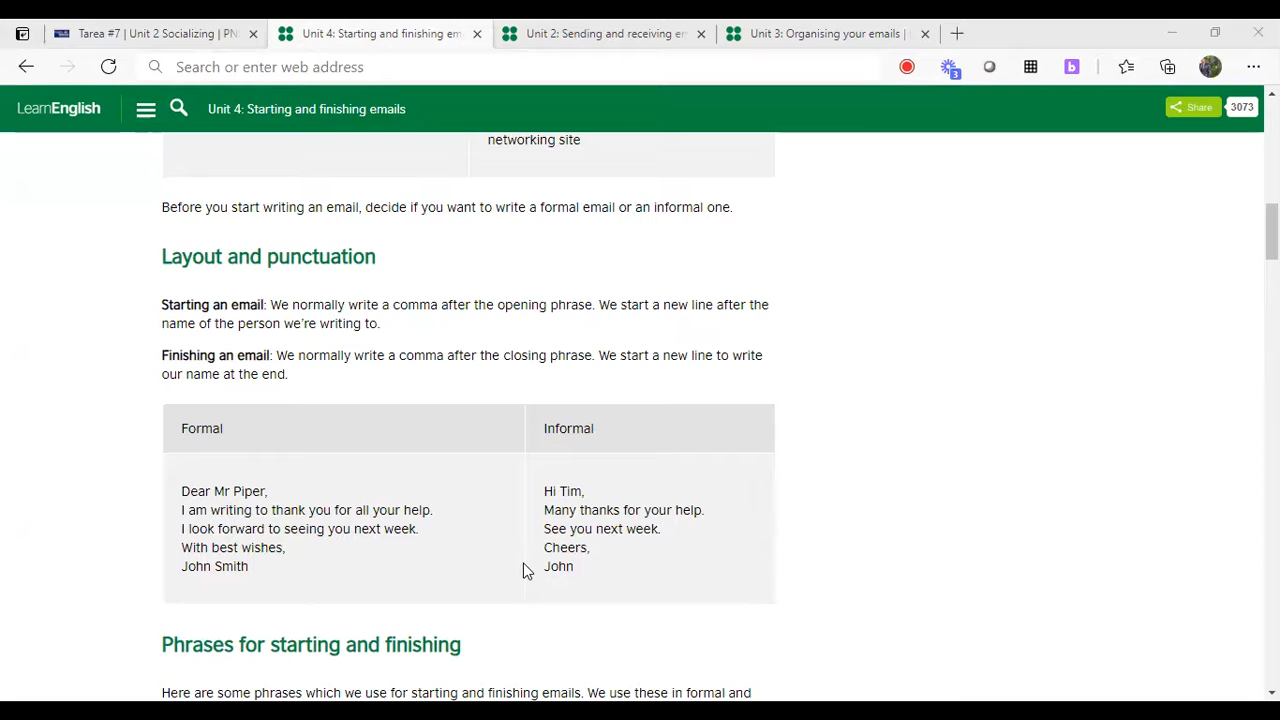 Tarea #7 | Unit 2 Socializing | PN
Unit 4: Starting and finishing em
Unit 2: Sending and receiving e
Unit 3: Organising your emails |
Search or enter web address
3
LearnEnglish
Unit 4: Starting and finishing emails
Share
3073
networking site
Before you start writing an email, decide if you want to write a formal email or an informal one.
Layout and punctuation
Starting an email: We normally write a comma after the opening phrase. We start a new line after the
name of the person we're writing to.
Finishing an email: We normally write a comma after the closing phrase. We start a new line to write
our name at the end.
Formal
Informal
Dear Mr Piper,
I am writing to thank you for all your help.
I look forward to seeing you next week.
With best wishes,
John Smith
Hi Tim,
Many thanks for your help.
See you next week.
Cheers,
John
Phrases for starting and finishing
Here are some phrases which we use for starting and finishing emails. We use these in formal and